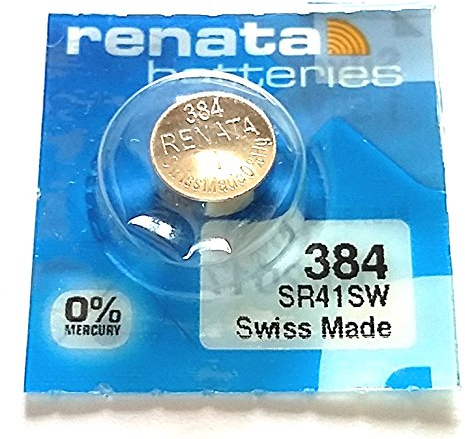 renata
batteries
384
RENATA
384
SR41SW
Swiss Made
0%
MERCURY